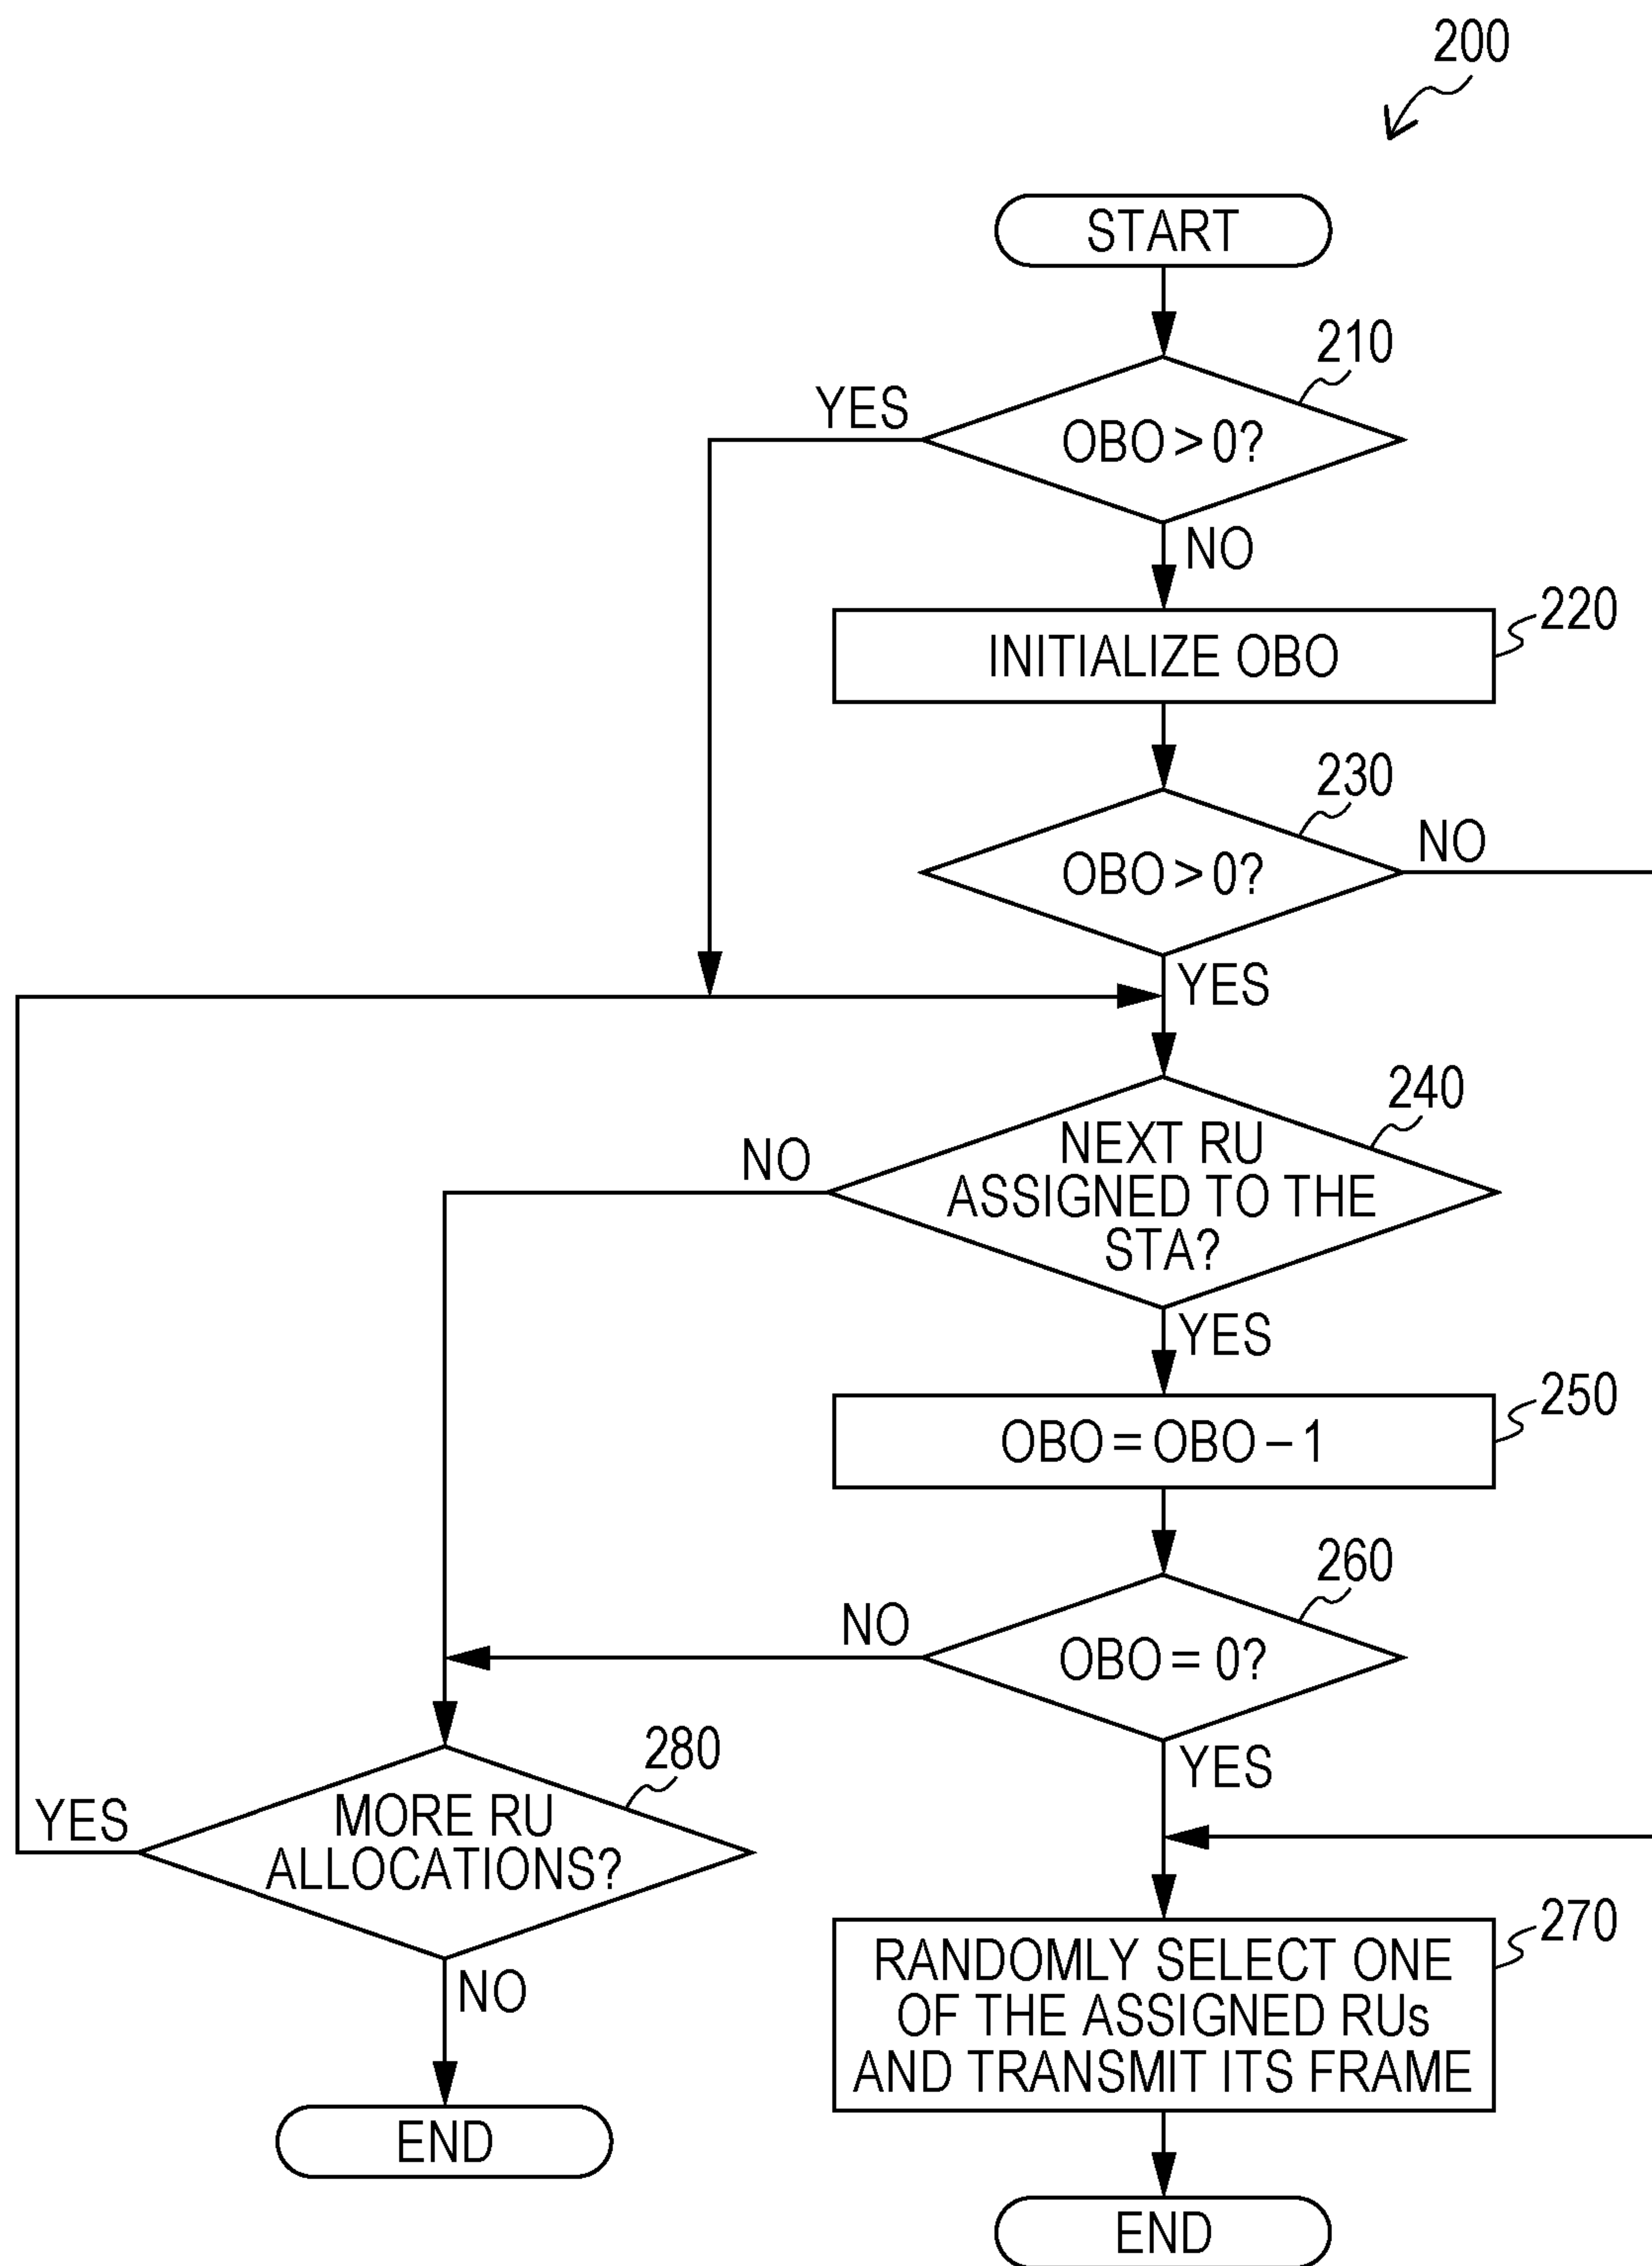 200
START
210
OBO > 0?
YES
NO
220
INITIALIZE OBO
230
OBO > 0?
NO
YES
240
NEXT RU
ASSIGNED TO THE
STA?
NO
YES
250
OBO = OBO – 1
260
OBO = 0?
NO
YES
280
MORE RU
ALLOCATIONS?
YES
NO
END
270
RANDOMLY SELECT ONE
OF THE ASSIGNED RUs
AND TRANSMIT ITS FRAME
END